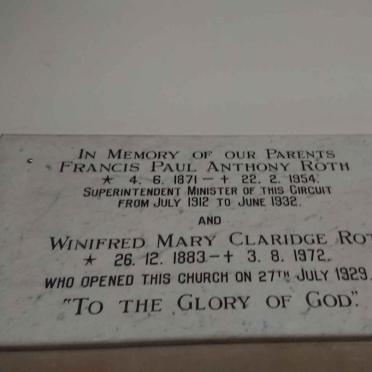 In Memory of our Parents
Francis Paul Anthony Roth
★ 4. 6. 1871 – † 22. 2. 1954.
Superintendent Minister of this Circuit
from July 1912 to June 1932.
and
Winifred Mary Claridge Rot
★ 26. 12. 1883. – † 3. 8. 1972.
who opened this church on 27th July 1929.
"To the Glory of God".